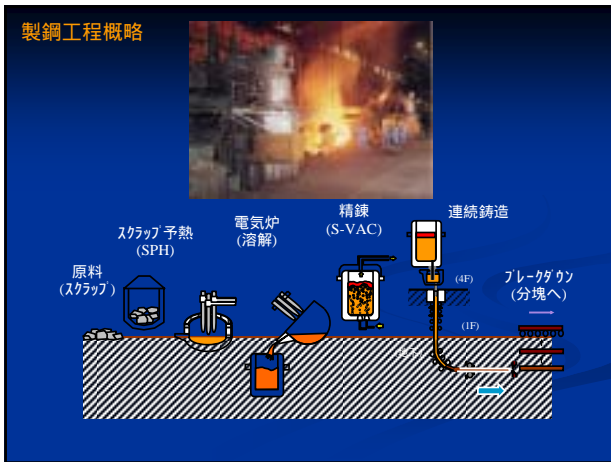 製鋼工程概略
原料
(スクラップ)
スクラップ予熱
(SPH)
電気炉
(溶解)
精錬
(S-VAC)
連続鋳造
(4F)
(1F)
ブレークダウン
(分塊へ)